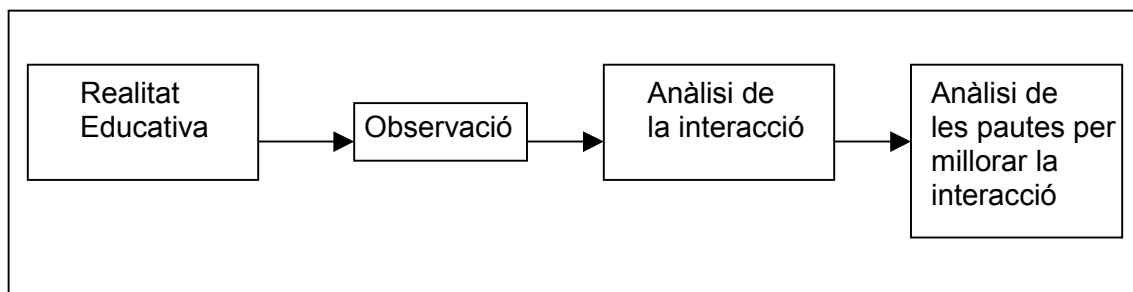 Realitat
Educativa
Observació
Anàlisi de
la interacció
Anàlisi de
les pautes per
millorar la
interacció